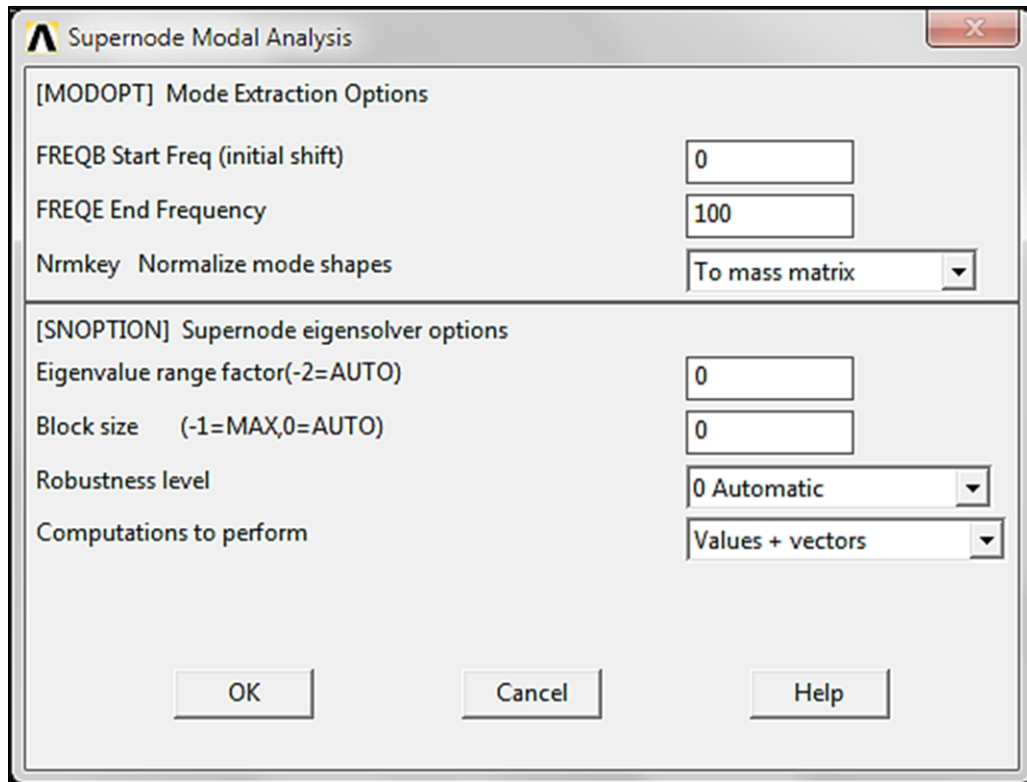 Supernode Modal Analysis
[MODOPT] Mode Extraction Options
FREQB Start Freq (initial shift) 0
FREQE End Frequency 100
Nrmkey Normalize mode shapes To mass matrix
[SNOPTION] Supernode eigensolver options
Eigenvalue range factor(-2=AUTO) 0
Block size (-1=MAX,0=AUTO) 0
Robustness level 0 Automatic
Computations to perform Values + vectors
OK Cancel Help